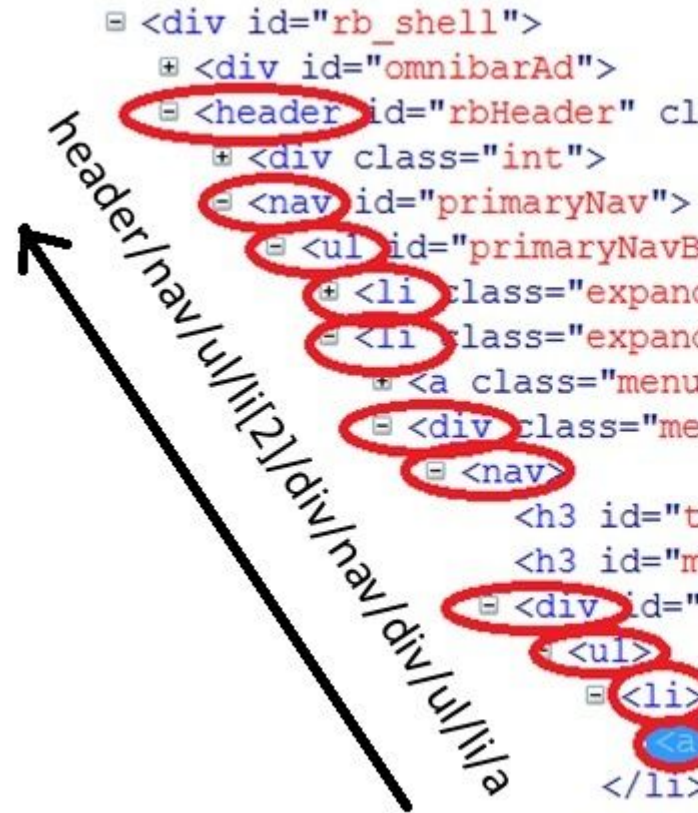 <div id="rb_shell">
<div id="omnibarAd">
<header id="rbHeader" cl
<div class="int">
<nav id="primaryNav">
<ul id="primaryNavB
<li class="expand
<li class="expand
<a class="menu
<div class="me
<nav>
<h3 id="t
<h3 id="m
<div id="
<ul>
<li>
<a
</li>
header/nav/ul/li[2]/div/nav/div/ul/li/a